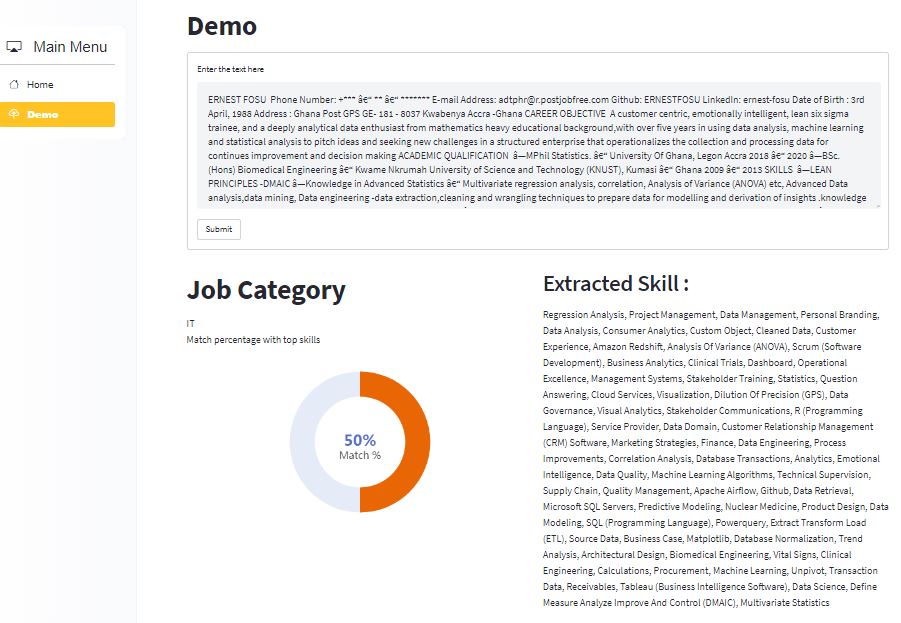 Main Menu
Home
Demo
Demo
Enter the text here
ERNEST FOSU Phone Number: +*** â€“ ** â€“ ******* E-mail Address: adtphr@r.postjobfree.com Github: ERNESTFOSU LinkedIn: ernest-fosu Date of Birth : 3rd
April, 1988 Address : Ghana Post GPS GE- 181 - 8037 Kwabenya Accra -Ghana CAREER OBJECTIVE A customer centric, emotionally intelligent, lean six sigma
trainee, and a deeply analytical data enthusiast from mathematics heavy educational background,with over five years in using data analysis, machine learning
and statistical analysis to pitch ideas and seeking new challenges in a structured enterprise that operationalizes the collection and processing data for
continues improvement and decision making ACADEMIC QUALIFICATION â—MPhil Statistics. â€“ University Of Ghana, Legon Accra 2018 â€“ 2020 â—BSc.
(Hons) Biomedical Engineering â€“ Kwame Nkrumah University of Science and Technology (KNUST), Kumasi â€“ Ghana 2009 â€“ 2013 SKILLS â—LEAN
PRINCIPLES -DMAIC â—Knowledge in Advanced Statistics â€“ Multivariate regression analysis, correlation, Analysis of Variance (ANOVA) etc, Advanced Data
analysis,data mining, Data engineering -data extraction,cleaning and wrangling techniques to prepare data for modelling and derivation of insights .knowledge
Submit
Job Category
IT
Match percentage with top skills
50%
Match %
Extracted Skill :
Regression Analysis, Project Management, Data Management, Personal Branding,
Data Analysis, Consumer Analytics, Custom Object, Cleaned Data, Customer
Experience, Amazon Redshift, Analysis Of Variance (ANOVA), Scrum (Software
Development), Business Analytics, Clinical Trials, Dashboard, Operational
Excellence, Management Systems, Stakeholder Training, Statistics, Question
Answering, Cloud Services, Visualization, Dilution Of Precision (GPS), Data
Governance, Visual Analytics, Stakeholder Communications, R (Programming
Language), Service Provider, Data Domain, Customer Relationship Management
(CRM) Software, Marketing Strategies, Finance, Data Engineering, Process
Improvements, Correlation Analysis, Database Transactions, Analytics, Emotional
Intelligence, Data Quality, Machine Learning Algorithms, Technical Supervision,
Supply Chain, Quality Management, Apache Airflow, Github, Data Retrieval,
Microsoft SQL Servers, Predictive Modeling, Nuclear Medicine, Product Design, Data
Modeling, SQL (Programming Language), Powerquery, Extract Transform Load
(ETL), Source Data, Business Case, Matplotlib, Database Normalization, Trend
Analysis, Architectural Design, Biomedical Engineering, Vital Signs, Clinical
Engineering, Calculations, Procurement, Machine Learning, Unpivot, Transaction
Data, Receivables, Tableau (Business Intelligence Software), Data Science, Define
Measure Analyze Improve And Control (DMAIC), Multivariate Statistics